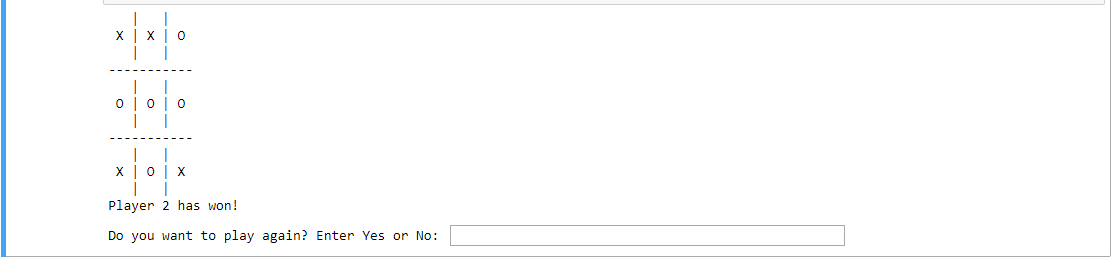 |   |
 X | X | O
   |   |
-----------
   |   |
 O | O | O
   |   |
-----------
   |   |
 X | O | X
   |   |
Player 2 has won!
Do you want to play again? Enter Yes or No: